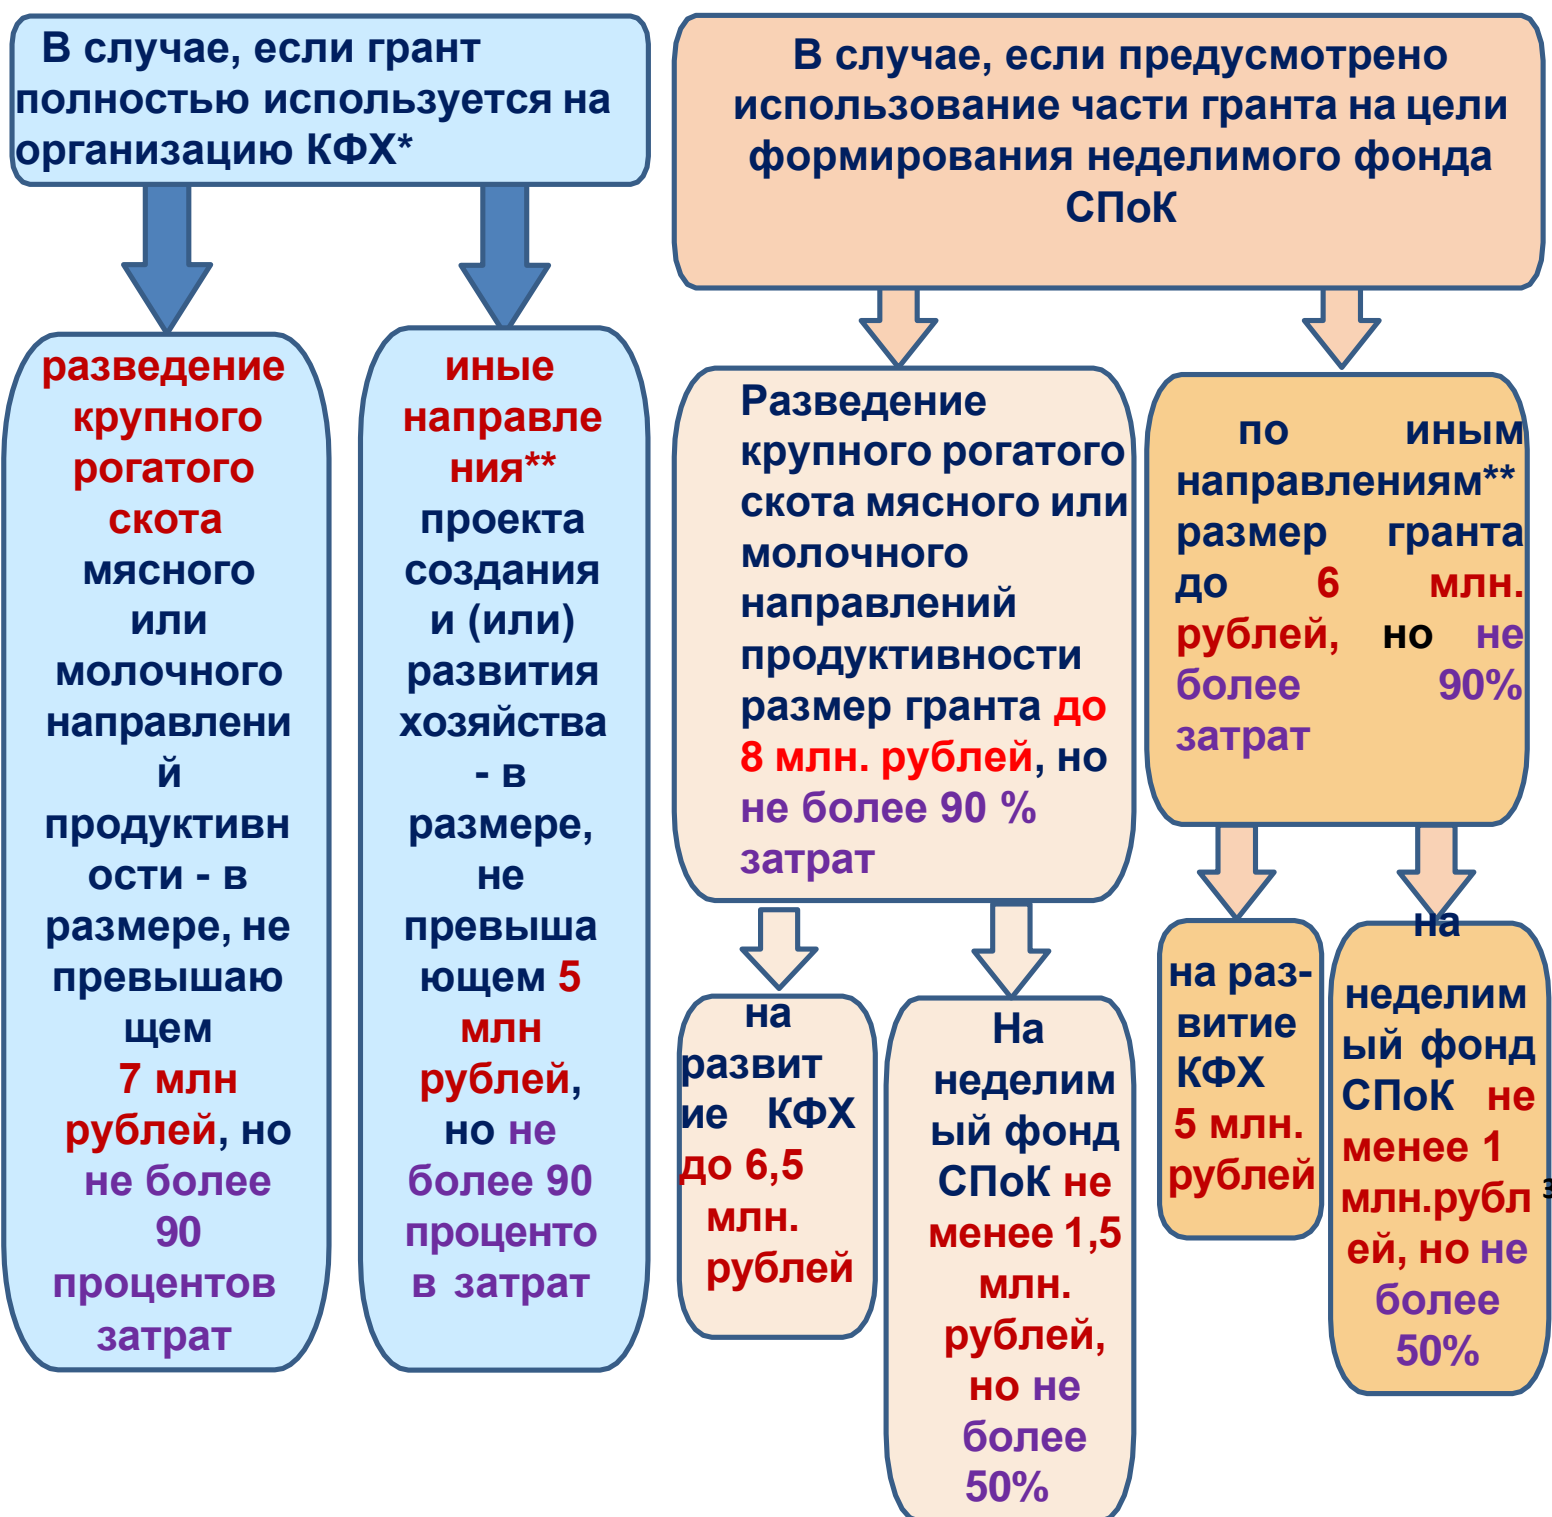 В случае, если грант
полностью используется на
организацию КФХ*
В случае, если предусмотрено
использование части гранта на цели
формирования неделимого фонда
СПоК
разведение
крупного
рогатого
скота
мясного
или
молочного
направлени
й
продуктивн
ости - в
размере, не
превышаю
щем
7 млн
рублей, но
не более
90
процентов
затрат
иные
направле
ния**
проекта
создания
и (или)
развития
хозяйства
- в
размере,
не
превыша
ющем 5
млн
рублей,
но не
более 90
проценто
в затрат
Разведение
крупного рогатого
скота мясного или
молочного
направлений
продуктивности
размер гранта до
8 млн. рублей, но
не более 90 %
затрат
по иным
направлениям**
размер гранта
до 6 млн.
рублей, но не
более 90%
затрат
на
развит
ие КФХ
до 6,5
млн.
рублей
На
неделим
ый фонд
СПоК не
менее 1,5
млн.
рублей,
но не
более
50%
на раз-
витие
КФХ
5 млн.
рублей
на
неделим
ый фонд
СПоК не
менее 1
млн.рубл
ей, но не
более
50%